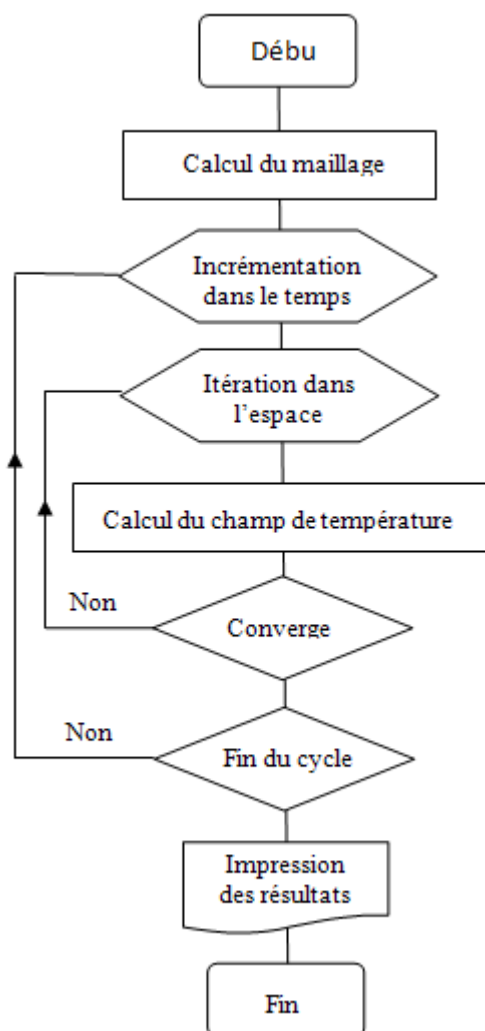 Débu
Calcul du maillage
Incrémentation
dans le temps
Itération dans
l'espace
Calcul du champ de température
Non
Converge
Non
Fin du cycle
Impression
des résultats
Fin